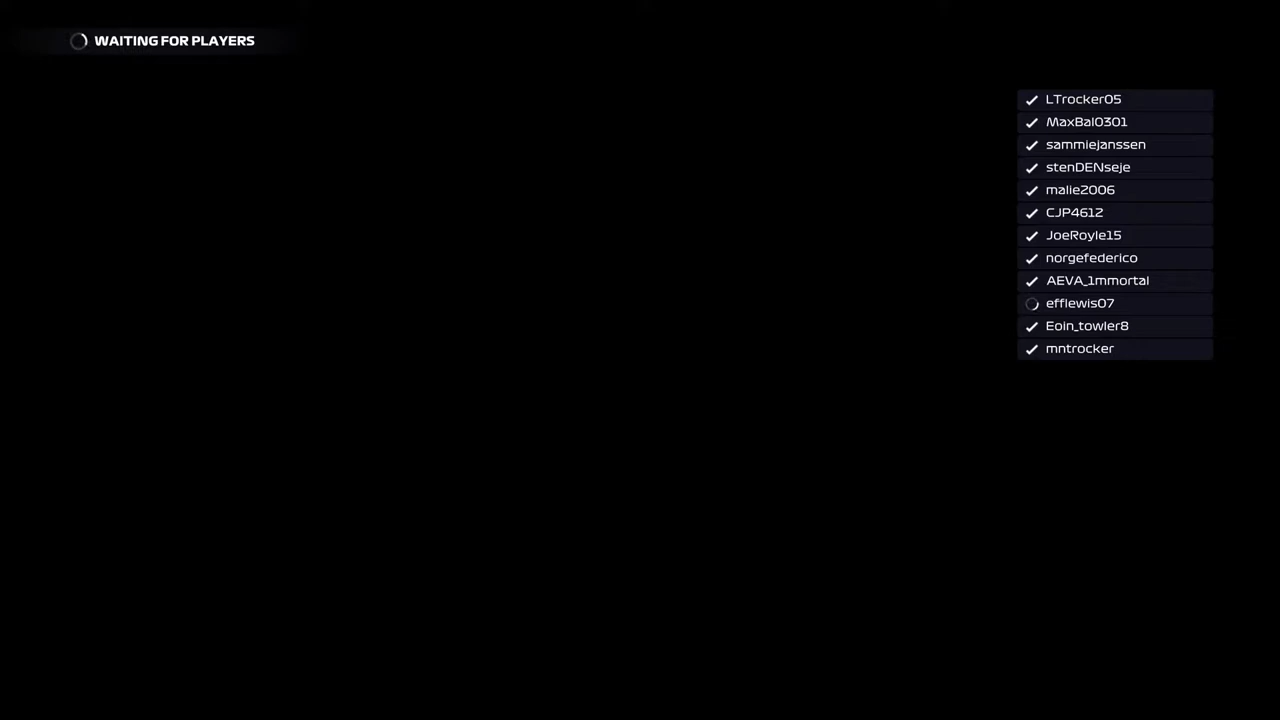 WAITING FOR PLAYERS
LTrocker05
MaxBal0301
sammiejanssen
stenDENseje
malie2006
CJP4612
JoeRoyle15
norgefederico
AEVA_1mmortal
efflewis07
Eoin_towler8
mntrocker